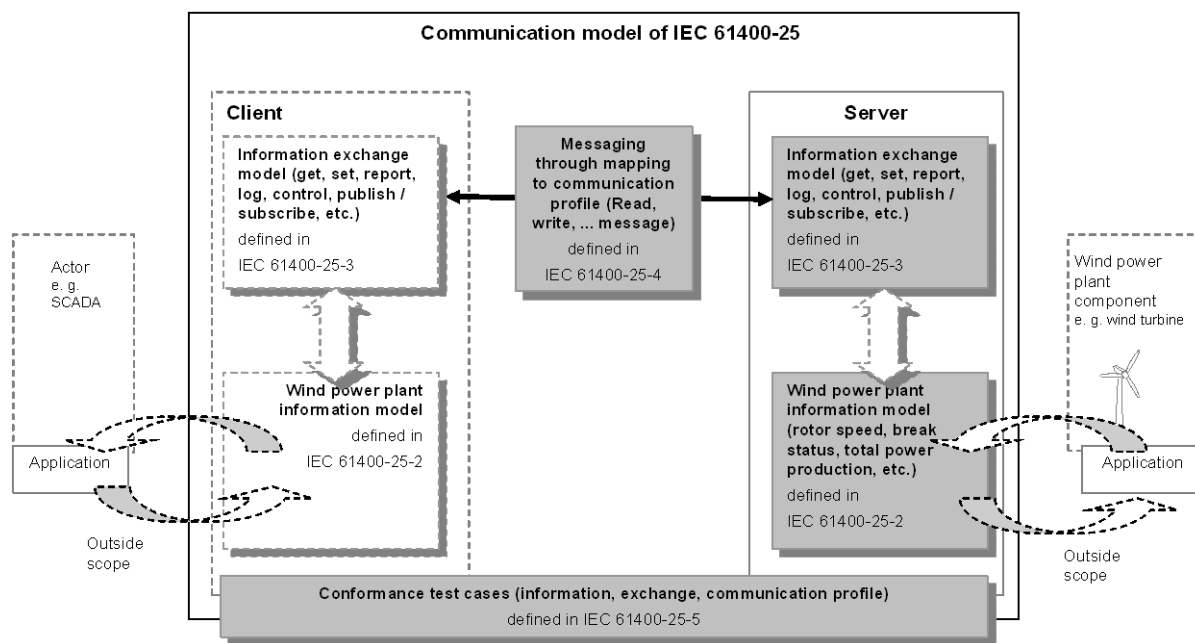 Communication model of IEC 61400-25
Client
Information exchange
model (get, set, report,
log, control, publish /
subscribe, etc.)
defined in
IEC 61400-25-3
Messaging
through mapping
to communication
profile (Read,
write, ... message)
defined in
IEC 61400-25-4
Server
Information exchange
model (get, set, report,
log, control, publish /
subscribe, etc.)
defined in
IEC 61400-25-3
Actor
e. g.
SCADA
Application
Outside
scope
Wind power plant
information model
defined in
IEC 61400-25-2
Wind power plant
information model
(rotor speed, break
status, total power
production, etc.)
defined in
IEC 61400-25-2
Wind power
plant
component
e. g. wind turbine
Application
Outside
scope
Conformance test cases (information, exchange, communication profile)
defined in IEC 61400-25-5